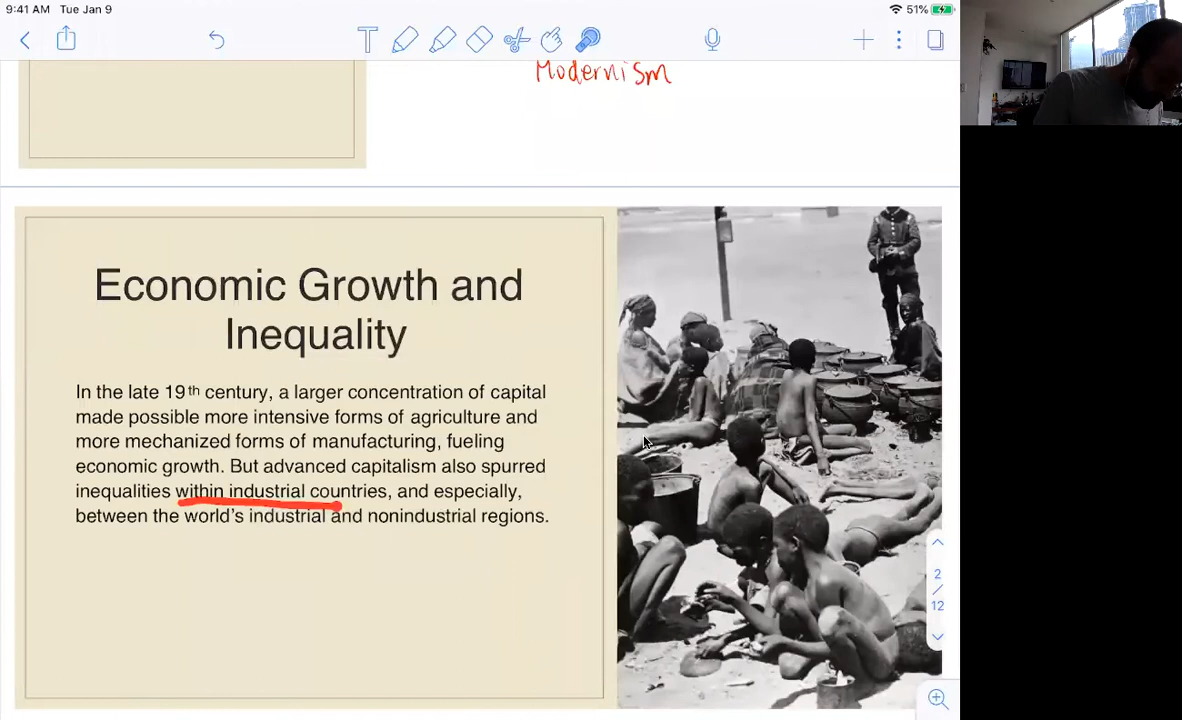 9:41 AM Tue Jan 9
51%
T
Modernism
Economic Growth and
Inequality
In the late 19th century, a larger concentration of capital
made possible more intensive forms of agriculture and
more mechanized forms of manufacturing, fueling
economic growth. But advanced capitalism also spurred
inequalities within industrial countries, and especially,
between the world’s industrial and nonindustrial regions.
2
/
12